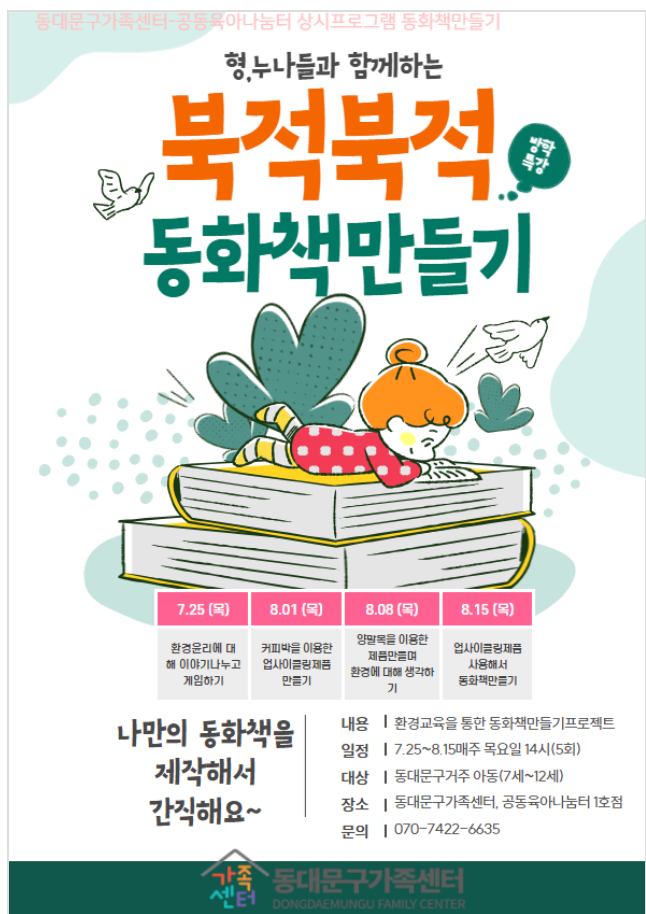 동대문구가족센터-공동육아나눔터 상시프로그램 동화책만들기
형,누나들과 함께하는
북적북적
방학
특강
동화책만들기
7.25 (목)
8.01 (목)
8.08 (목)
8.15 (목)
환경윤리에 대
해 이야기나누고
게임하기
커피박을 이용한
업사이클링제품
만들기
양말목을 이용한
제품만들며
환경에 대해 생각하
기
업사이클링제품
사용해서
동화책만들기
나만의 동화책을
제작해서
간직해요~
내용 | 환경교육을 통한 동화책만들기프로젝트
일정 | 7.25~8.15매주 목요일 14시(5회)
대상 | 동대문구거주 아동(7세~12세)
장소 | 동대문구가족센터, 공동육아나눔터 1호점
문의 | 070-7422-6635
가족
센터
동대문구가족센터
DONGDAEMUNGU FAMILY CENTER